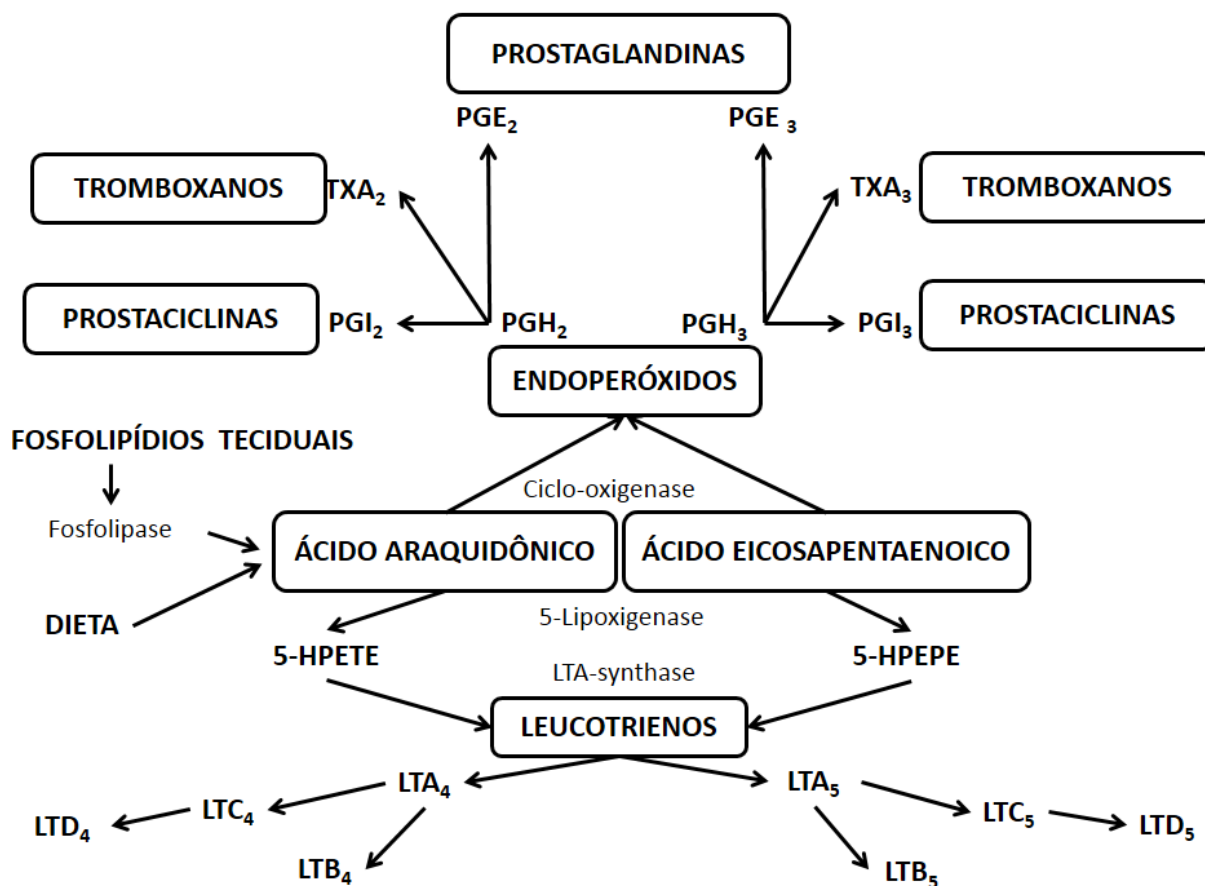 PROSTAGLANDINAS
PGE₂ PGE ₃
TROMBOXANOS TXA₂ TXA₃ TROMBOXANOS
PROSTACICLINAS PGI₂ PGH₂ PGH₃ PGI₃ PROSTACICLINAS
ENDOPERÓXIDOS
FOSFOLIPÍDIOS TECIDUAIS
Ciclo-oxigenase
Fosfolipase
ÁCIDO ARAQUIDÔNICO ÁCIDO EICOSAPENTAENOICO
DIETA
5-Lipoxigenase
5-HPETE 5-HPEPE
LTA-synthase
LEUCOTRIENOS
LTA₄ LTA₅
LTD₄ LTC₄ LTC₅ LTD₅
LTB₄ LTB₅